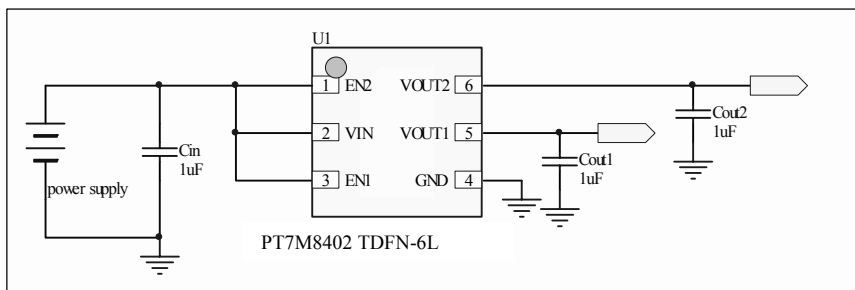 U1
1 EN2 VOUT2 6
2 VIN VOUT1 5
3 EN1 GND 4
Cin
1uF
Cout2
1uF
Cout1
1uF
power supply
PT7M8402 TDFN-6L